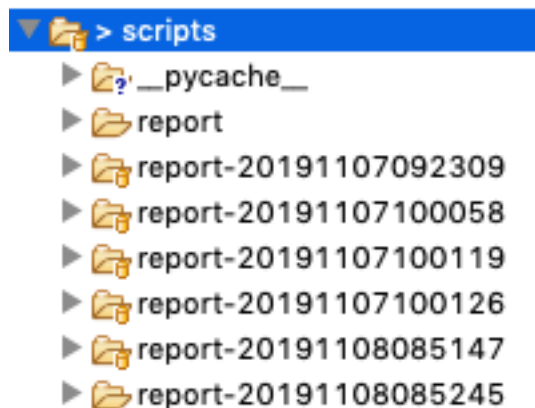 > scripts
__pycache__
report
report-20191107092309
report-20191107100058
report-20191107100119
report-20191107100126
report-20191108085147
report-20191108085245